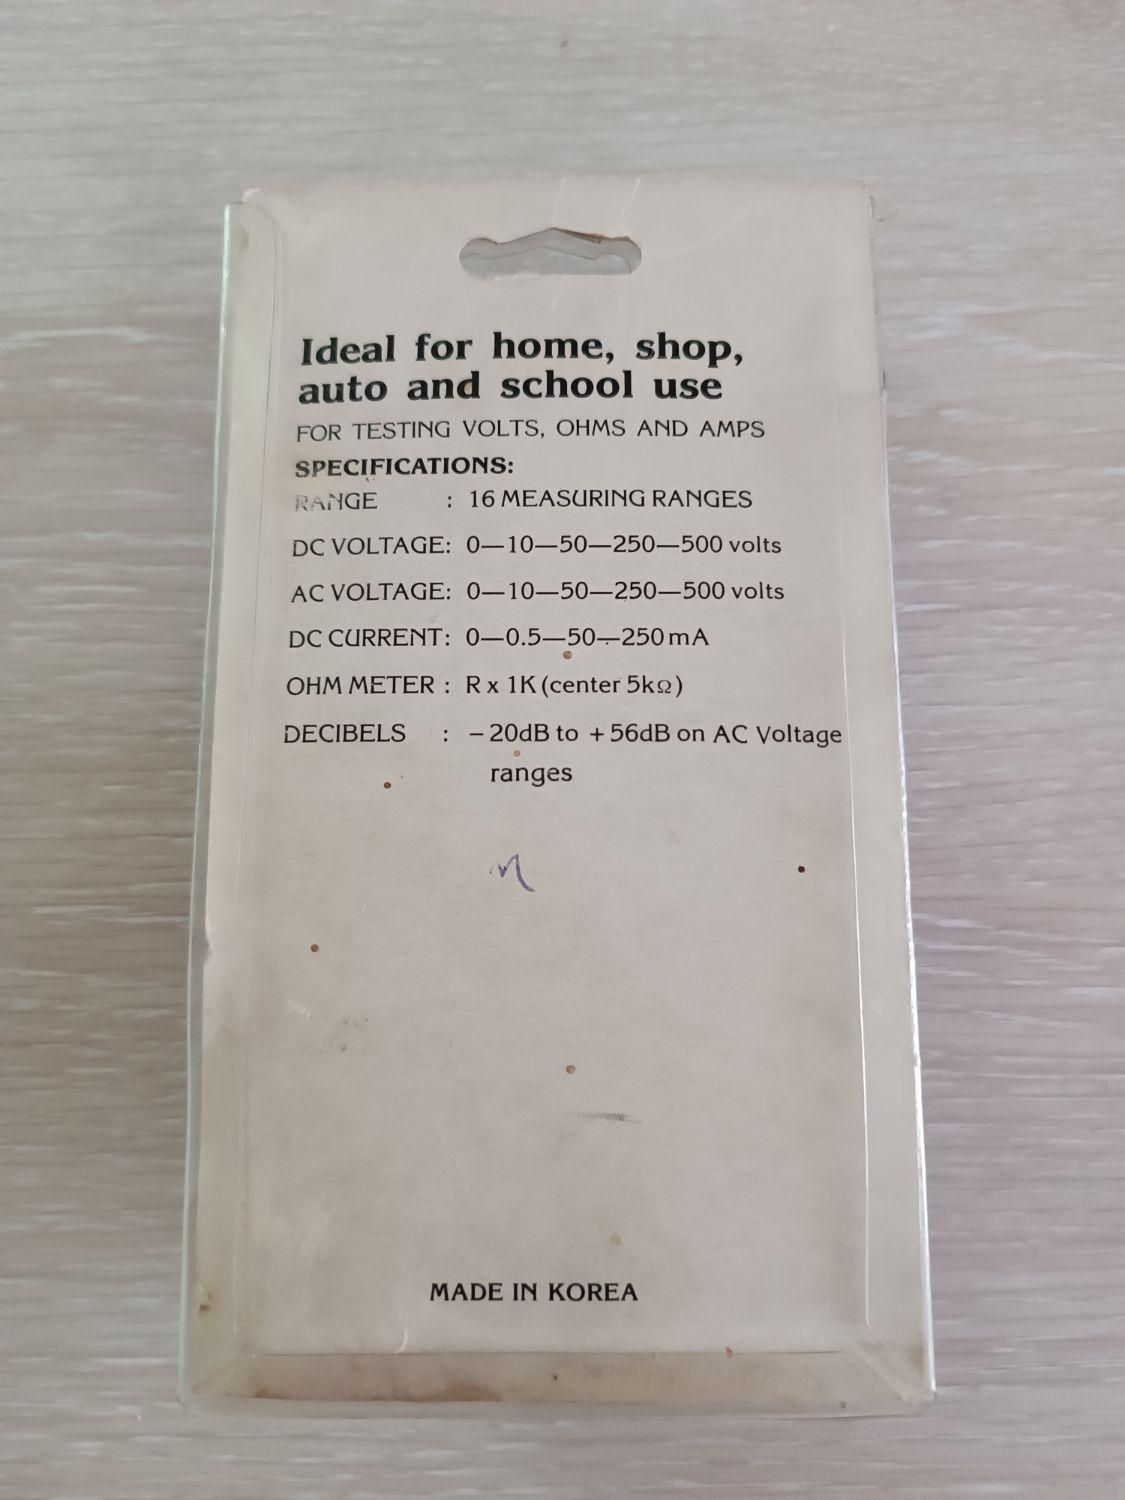 Ideal for home, shop,
auto and school use
FOR TESTING VOLTS, OHMS AND AMPS
SPECIFICATIONS:
RANGE : 16 MEASURING RANGES
DC VOLTAGE: 0—10—50—250—500 volts
AC VOLTAGE: 0—10—50—250—500 volts
DC CURRENT: 0—0.5—50—250 mA
OHM METER : R x 1K (center 5kΩ)
DECIBELS : – 20dB to + 56dB on AC Voltage
ranges
MADE IN KOREA